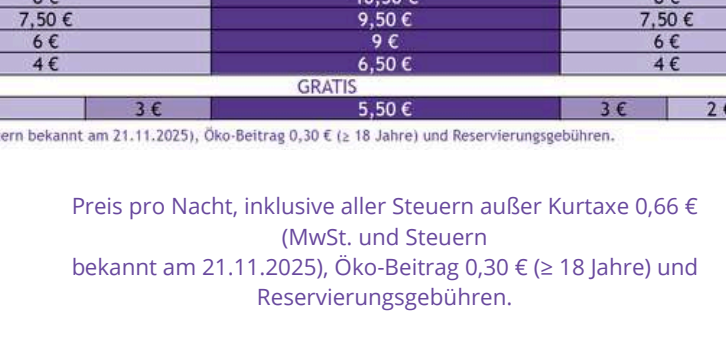 7,50 € 9,50 € 7,50 €
6 € 9 € 6 €
4 € 6,50 € 4 €
GRATIS
3 € 5,50 € 3 € 2
bekannt am 21.11.2025), Öko-Beitrag 0,30 € (≥ 18 Jahre) und Reservierungsgebühren.
Preis pro Nacht, inklusive aller Steuern außer Kurtaxe 0,66 €
(MwSt. und Steuern
bekannt am 21.11.2025), Öko-Beitrag 0,30 € (≥ 18 Jahre) und
Reservierungsgebühren.